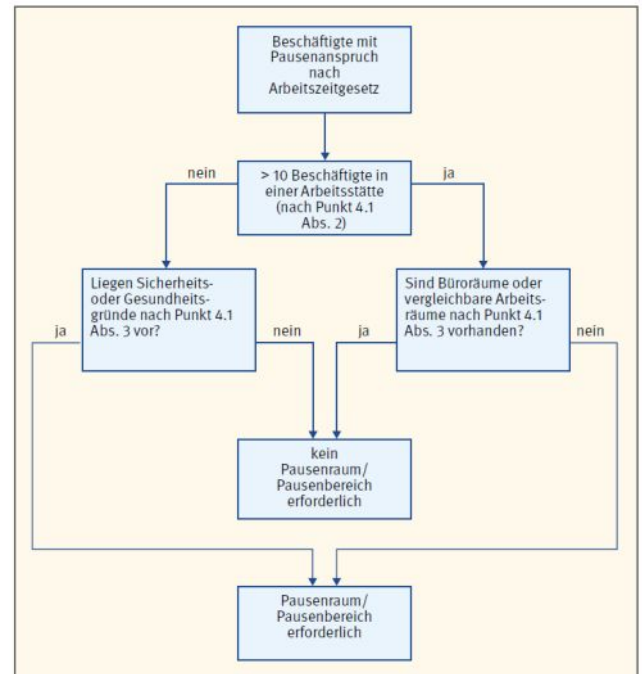 Beschäftigte mit
Pausenanspruch
nach
Arbeitszeitgesetz
nein
> 10 Beschäftigte in
einer Arbeitsstätte
(nach Punkt 4.1
Abs. 2)
ja
Liegen Sicherheits-
oder Gesundheits-
gründe nach Punkt 4.1
Abs. 3 vor?
ja
nein
Sind Büroräume oder
vergleichbare Arbeits-
räume nach Punkt 4.1
Abs. 3 vorhanden?
ja
nein
kein
Pausenraum/
Pausenbereich
erforderlich
Pausenraum/
Pausenbereich
erforderlich